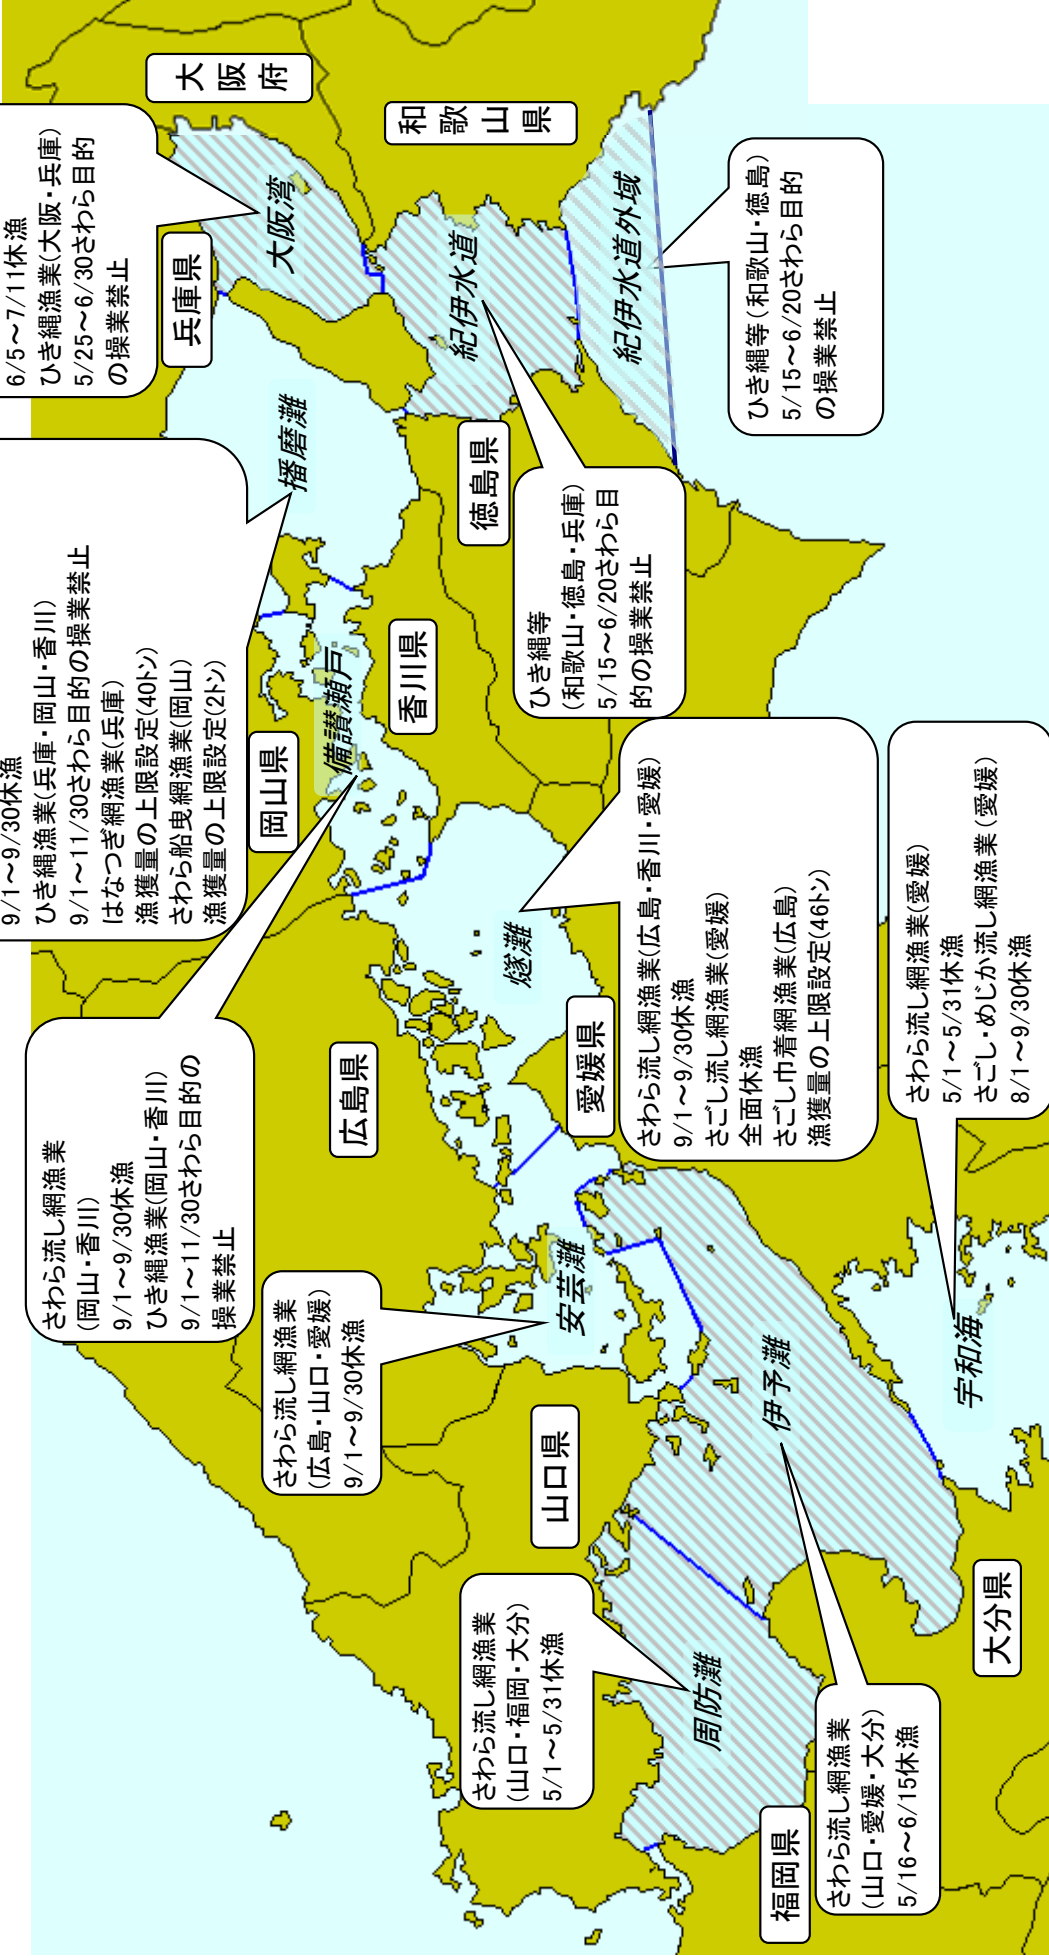 6/5～7/11休漁
ひき縄漁業(大阪・兵庫)
5/25～6/30さわら目的
の操業禁止
大阪府
兵庫県
大阪湾
和歌山県
紀伊水道
紀伊水道外域
ひき縄等(和歌山・徳島)
5/15～6/20さわら目的
の操業禁止
9/1～9/30休漁
ひき縄漁業(兵庫・岡山・香川)
9/1～11/30さわら目的の操業禁止
はなつぎ網漁業(兵庫)
漁獲量の上限設定(40トン)
さわら船曳網漁業(岡山)
漁獲量の上限設定(2トン)
播磨灘
徳島県
ひき縄等
(和歌山・徳島・兵庫)
5/15～6/20さわら目
的の操業禁止
岡山県
備讃瀬戸
香川県
さわら流し網漁業
(岡山・香川)
9/1～9/30休漁
ひき縄漁業(岡山・香川)
9/1～11/30さわら目的の
操業禁止
広島県
燧灘
愛媛県
さわら流し網漁業(広島・香川・愛媛)
9/1～9/30休漁
さごし流し網漁業(愛媛)
全面休漁
さごし巾着網漁業(広島)
漁獲量の上限設定(46トン)
さわら流し網漁業(愛媛)
5/1～5/31休漁
さごし・めじか流し網漁業(愛媛)
8/1～9/30休漁
さわら流し網漁業
(広島・山口・愛媛)
9/1～9/30休漁
安芸灘
山口県
伊予灘
宇和海
さわら流し網漁業
(山口・福岡・大分)
5/1～5/31休漁
周防灘
大分県
福岡県
さわら流し網漁業
(山口・愛媛・大分)
5/16～6/15休漁